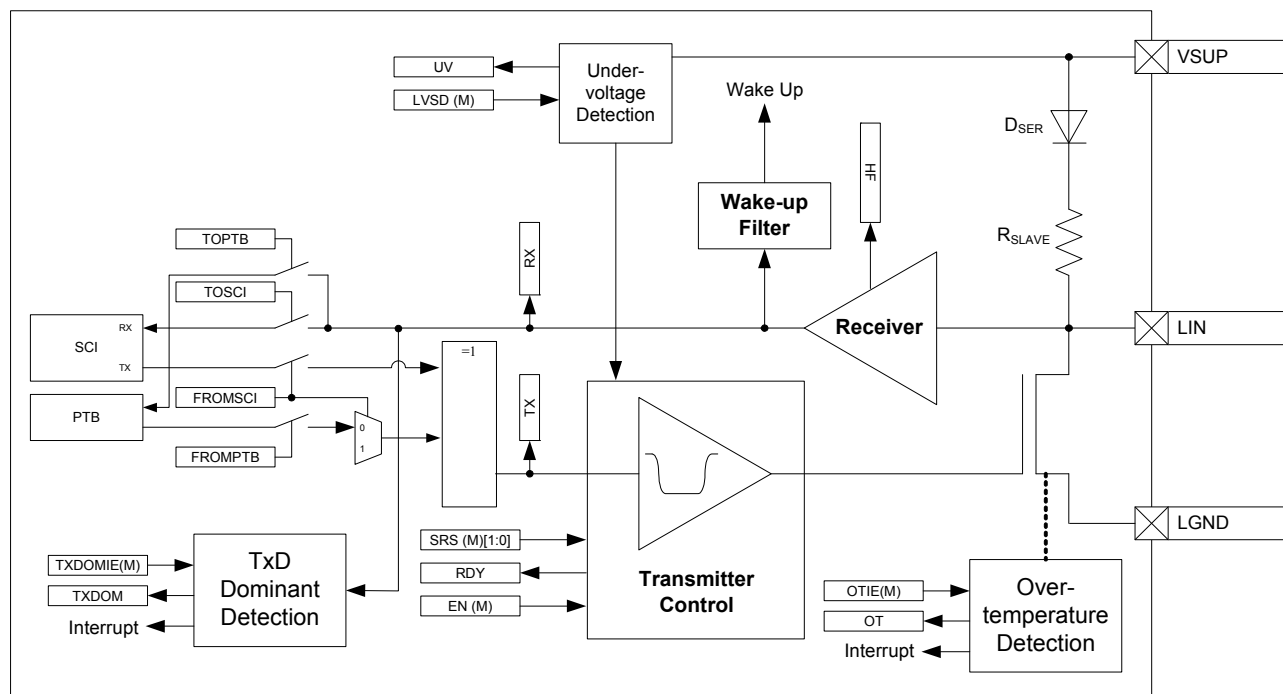 VSUP
UV
LVSD (M)
Under-
voltage
Detection
Wake Up
D_SER
HF
Wake-up
Filter
R_SLAVE
TOPTB
RX
TOSCI
RX
SCI
TX
Receiver
LIN
=1
FROMSCI
TX
PTB
0
1
FROMPTB
SRS (M)[1:0]
RDY
EN (M)
Transmitter
Control
LGND
TXDOMIE(M)
TXDOM
Interrupt
TxD
Dominant
Detection
OTIE(M)
OT
Interrupt
Over-
temperature
Detection